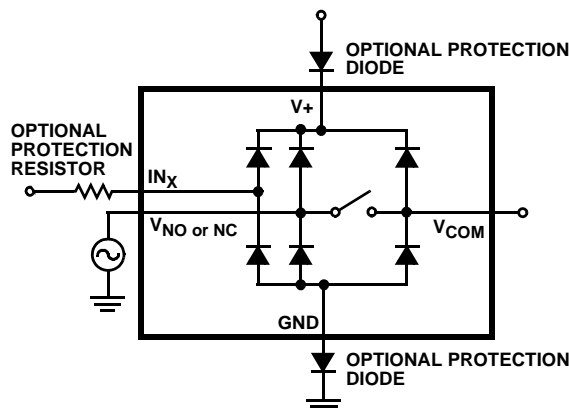 OPTIONAL PROTECTION
DIODE
V+
OPTIONAL
PROTECTION
RESISTOR
INX
VNO or NC
VCOM
GND
OPTIONAL PROTECTION
DIODE